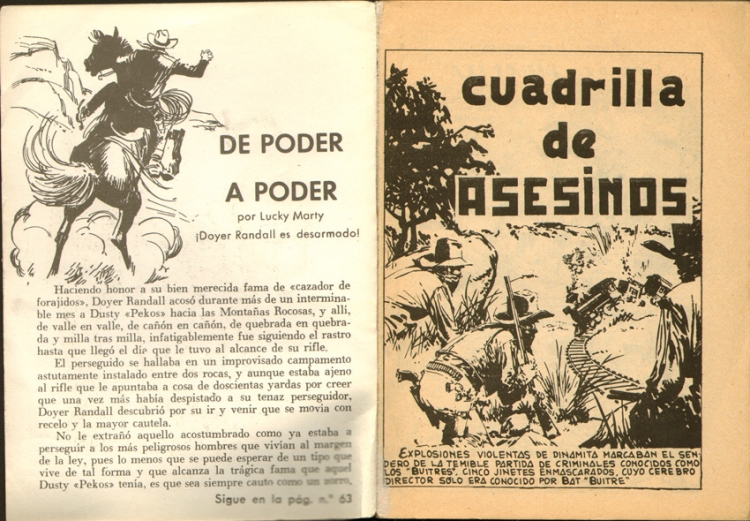 DE PODER
A PODER
por Lucky Marty
¡Doyer Randall es desarmado!
Haciendo honor a su bien merecida fama de «cazador de
forajidos», Doyer Randall acosó durante más de un intermina-
ble mes a Dusty «Pekos» hacia las Montañas Rocosas, y allí,
de valle en valle, de cañón en cañón, de quebrada en quebra-
da y milla tras milla, infatigablemente fue siguiendo el rastro
hasta que llegó el día que le tuvo al alcance de su rifle.
El perseguido se hallaba en un improvisado campamento
astutamente instalado entre dos rocas, y aunque estaba ajeno
al rifle que le apuntaba a cosa de doscientas yardas por creer
que una vez más había despistado a su tenaz perseguidor,
Doyer Randall descubrió por su ir y venir que se movía con
recelo y la mayor cautela.
No le extrañó aquello acostumbrado como ya estaba a
perseguir a los más peligrosos hombres que vivían al margen
de la ley, pues lo menos que se puede esperar de un tipo que
vive de tal forma y que alcanza la trágica fama que aquel
Dusty «Pekos» tenía, es que sea siempre cauto como un zorro.
Sigue en la pág. n.º 63
cuadrilla
de
ASESINOS
EXPLOSIONES VIOLENTAS DE DINAMITA MARCABAN EL SEN-
DERO DE LA TEMIBLE PARTIDA DE CRIMINALES CONOCIDOS COMO
LOS "BUITRES". CINCO JINETES ENMASCARADOS, CUYO CEREBRO
DIRECTOR SOLO ERA CONOCIDO POR BAT "BUITRE"